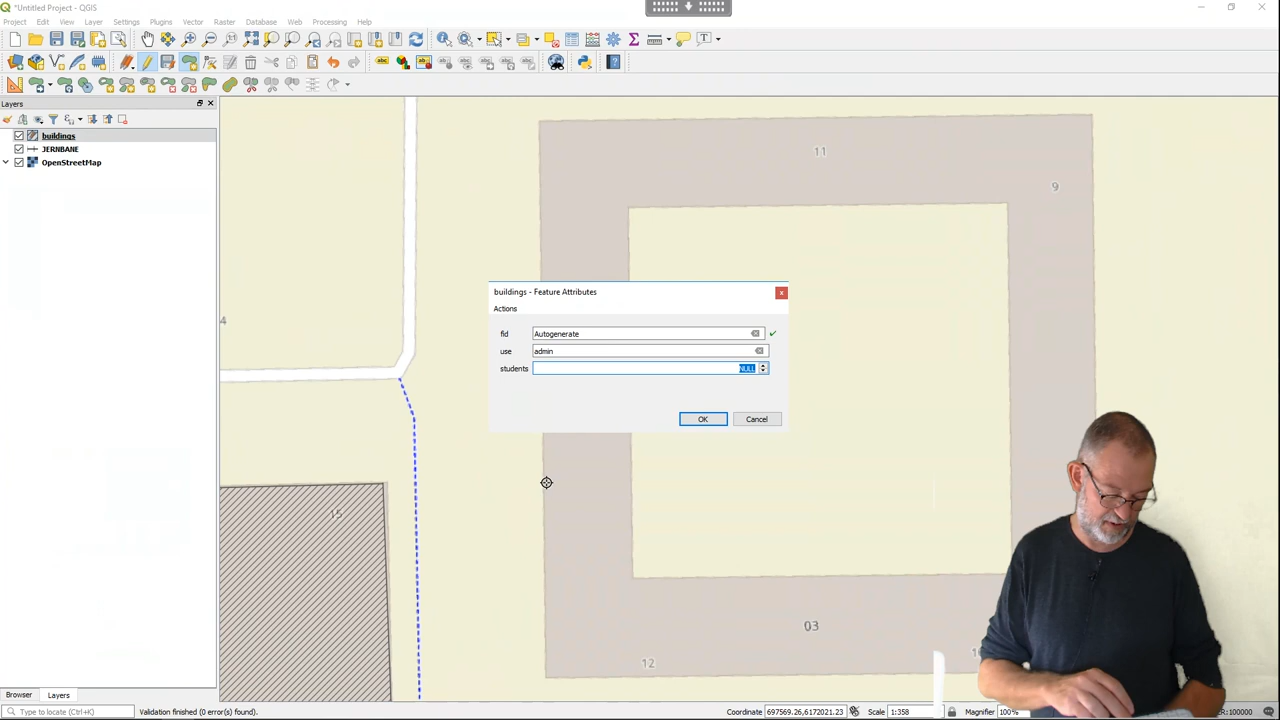 *Untitled Project - QGIS
Project Edit View Layer Settings Plugins Vector Raster Database Web Processing Help
Layers
buildings
JERNBANE
OpenStreetMap
11
9
4
buildings - Feature Attributes
Actions
fid Autogenerate
use admin
students NULL
OK Cancel
15
03
12
Browser Layers
Type to locate (Ctrl+K) Validation finished (0 error(s) found). Coordinate 697569.26,6172021.23 Scale 1:358 Magnifier 100%